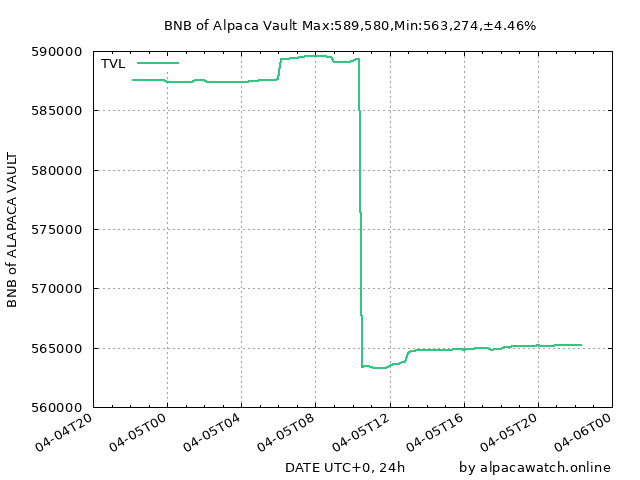 BNB of Alpaca Vault Max:589,580,Min:563,274,±4.46%
TVL
590000
585000
580000
575000
570000
565000
560000
BNB of ALAPACA VAULT
04-04T20 04-05T00 04-05T04 04-05T08 04-05T12 04-05T16 04-05T20 04-06T00
DATE UTC+0, 24h by alpacawatch.online